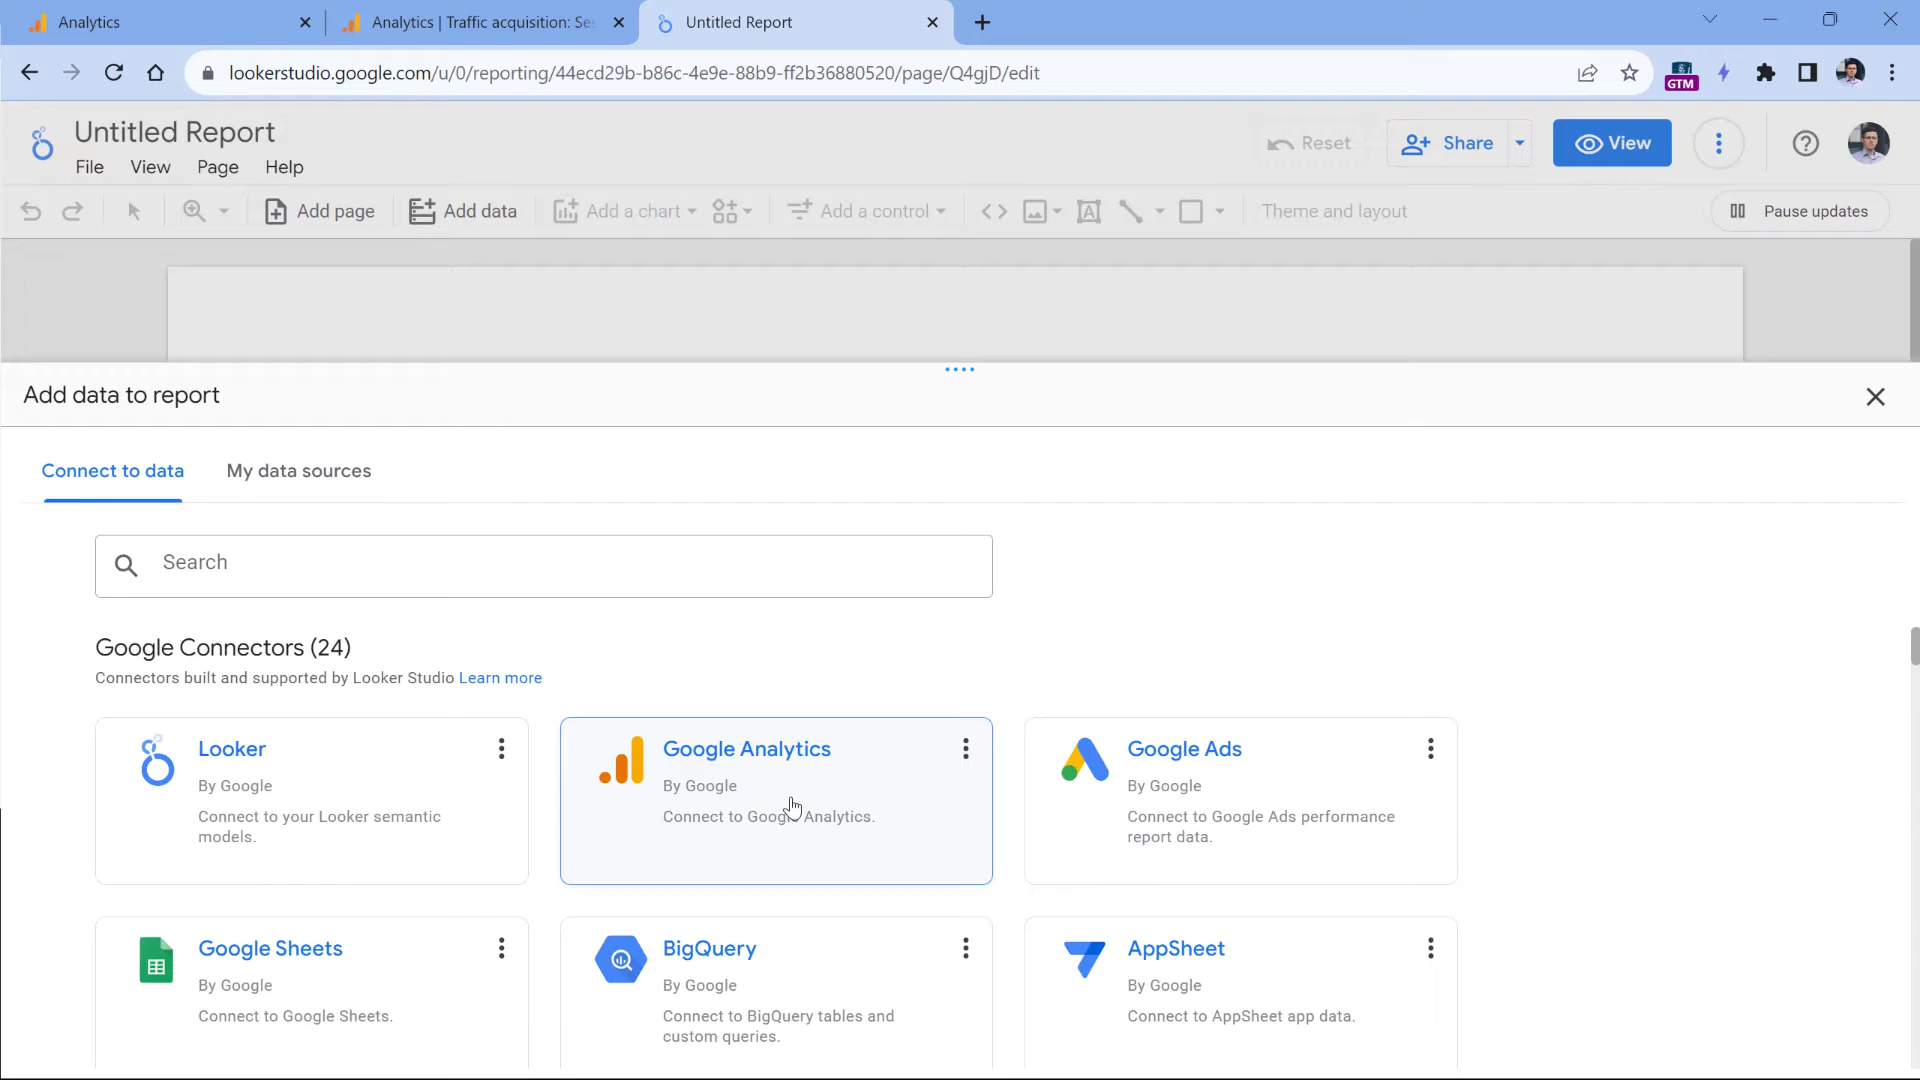 Analytics
Analytics | Traffic acquisition: Ses
Untitled Report
lookerstudio.google.com/u/0/reporting/44ecd29b-b86c-4e9e-88b9-ff2b36880520/page/Q4gjD/edit
GTM
Untitled Report
File View Page Help
Reset
Share
View
Add page
Add data
Add a chart
Add a control
Theme and layout
Pause updates
Add data to report
Connect to data
My data sources
Search
Google Connectors (24)
Connectors built and supported by Looker Studio Learn more
Looker
By Google
Connect to your Looker semantic
models.
Google Analytics
By Google
Connect to Google Analytics.
Google Ads
By Google
Connect to Google Ads performance
report data.
Google Sheets
By Google
Connect to Google Sheets.
BigQuery
By Google
Connect to BigQuery tables and
custom queries.
AppSheet
By Google
Connect to AppSheet app data.